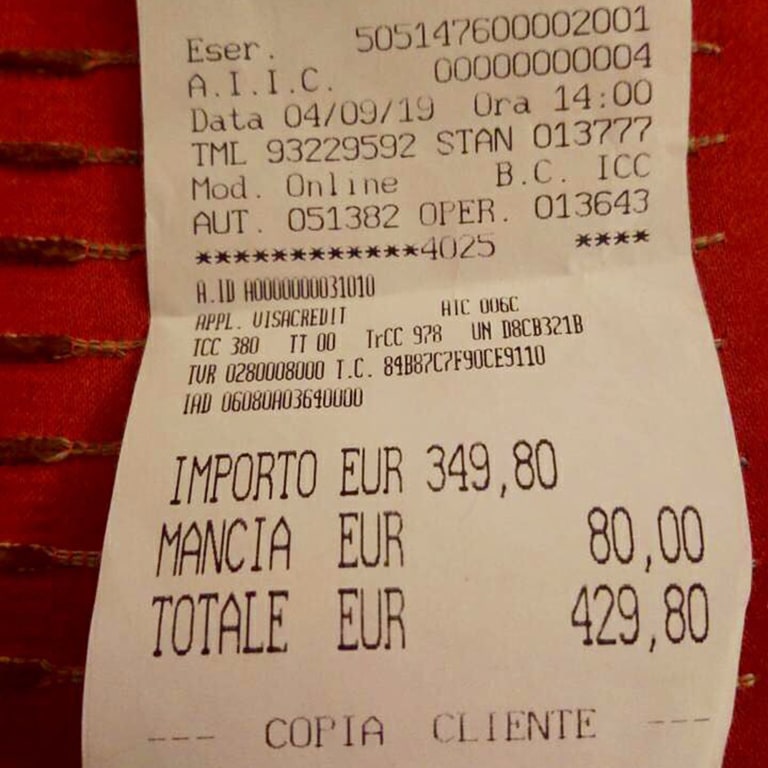 Eser. 505147600002001
A.I.I.C. 00000000004
Data 04/09/19 Ora 14:00
TML 93229592 STAN 013777
Mod. Online B.C. ICC
AUT. 051382 OPER. 013643
************4025 ****
A.ID A0000000031010
APPL. VISACREDIT AIC 006C
TCC 380 TT 00 TrCC 978 UN D8CB321B
TVR 0280008000 T.C. 84B87C7F90CE9110
IAD 06080A03640000
IMPORTO EUR 349,80
MANCIA EUR 80,00
TOTALE EUR 429,80
--- COPIA CLIENTE ---